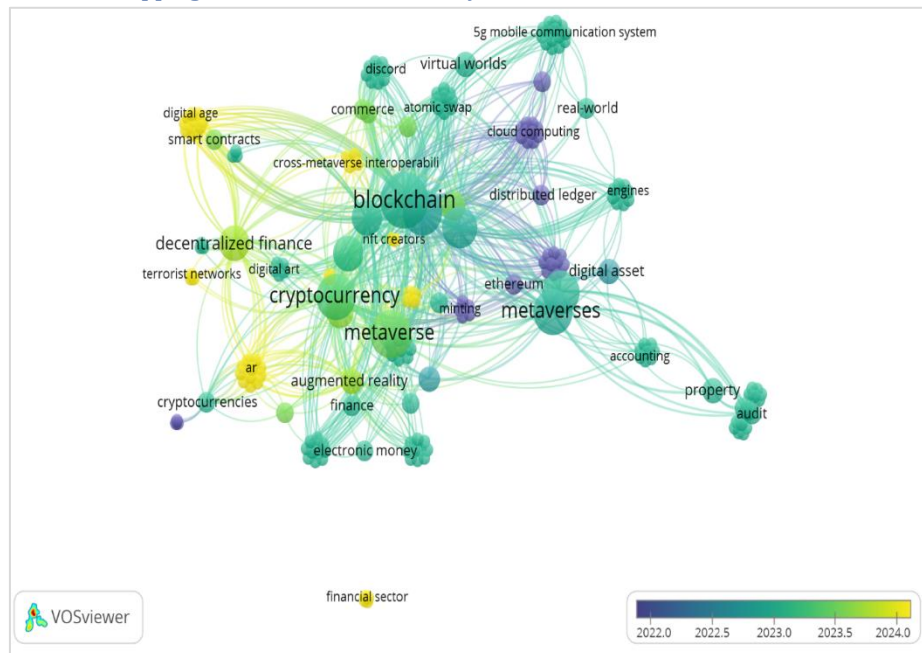 5g mobile communication system
discord
virtual worlds
digital age
commerce
atomic swap
real-world
smart contracts
cloud computing
cross-metaverse interoperabili
distributed ledger
engines
blockchain
nft creators
decentralized finance
terrorist networks
digital art
digital asset
ethereum
cryptocurrency
minting
metaverses
metaverse
accounting
ar
augmented reality
property
cryptocurrencies
finance
audit
electronic money
financial sector
VOSviewer
2022.0 2022.5 2023.0 2023.5 2024.0